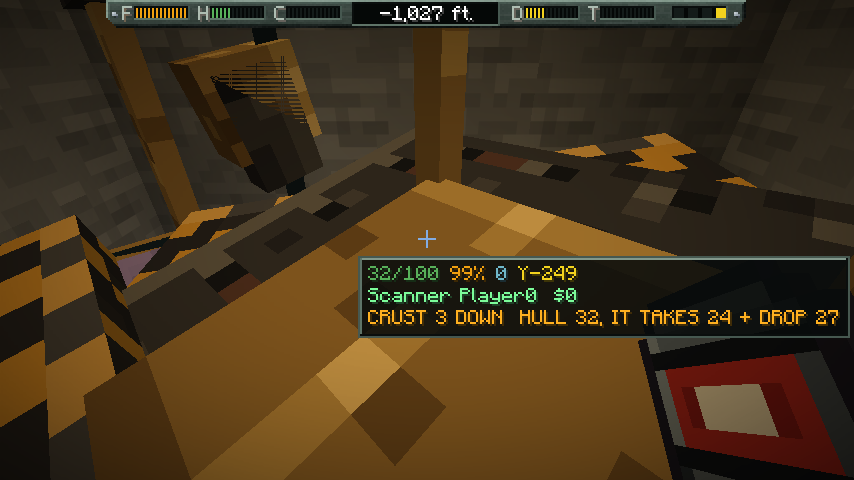 F H C -1,027 ft. D T
32/100 99% 0 Y-249
Scanner Player0 $0
CRUST 3 DOWN HULL 32, IT TAKES 24 + DROP 27